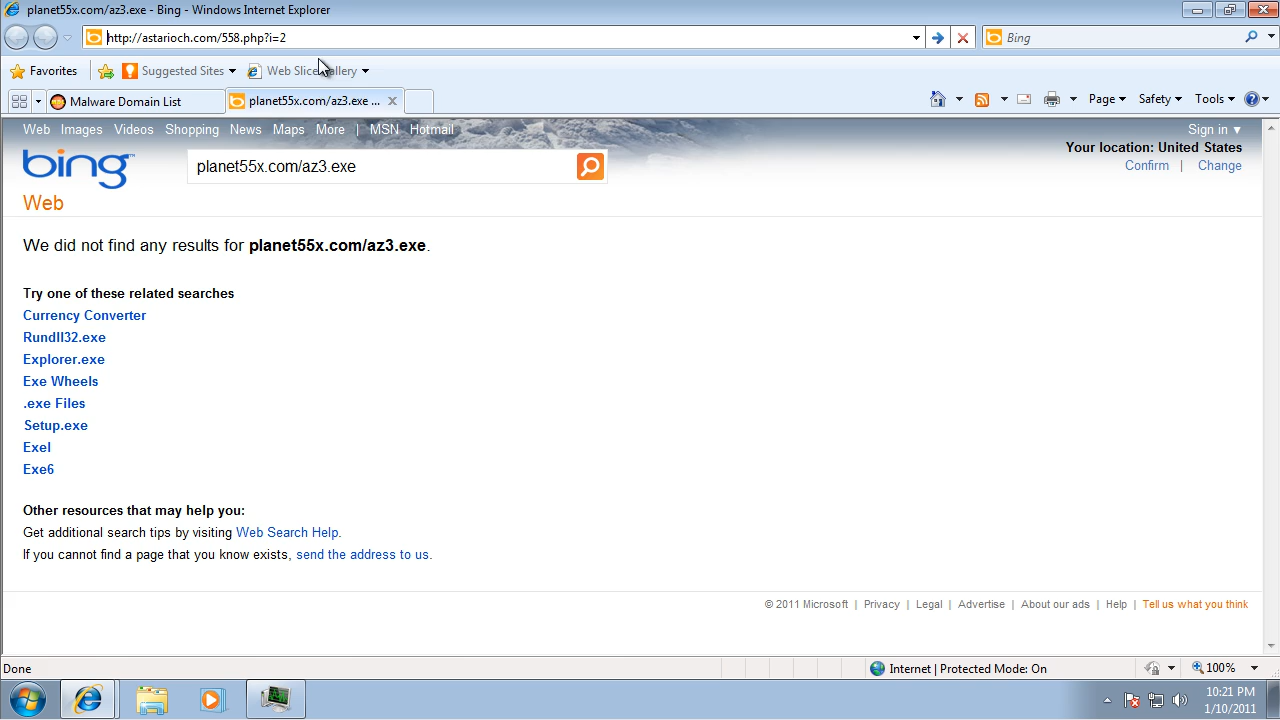 planet55x.com/az3.exe - Bing - Windows Internet Explorer
http://astarioch.com/558.php?i=2
Bing
Favorites
Suggested Sites
Web Slice Gallery
Malware Domain List
planet55x.com/az3.exe ...
Page
Safety
Tools
Web Images Videos Shopping News Maps More | MSN Hotmail
Sign in
bing
planet55x.com/az3.exe
Your location: United States
Confirm | Change
Web
We did not find any results for planet55x.com/az3.exe.
Try one of these related searches
Currency Converter
Rundll32.exe
Explorer.exe
Exe Wheels
.exe Files
Setup.exe
Exel
Exe6
Other resources that may help you:
Get additional search tips by visiting Web Search Help.
If you cannot find a page that you know exists, send the address to us.
© 2011 Microsoft | Privacy | Legal | Advertise | About our ads | Help | Tell us what you think
Done
Internet | Protected Mode: On
100%
10:21 PM
1/10/2011